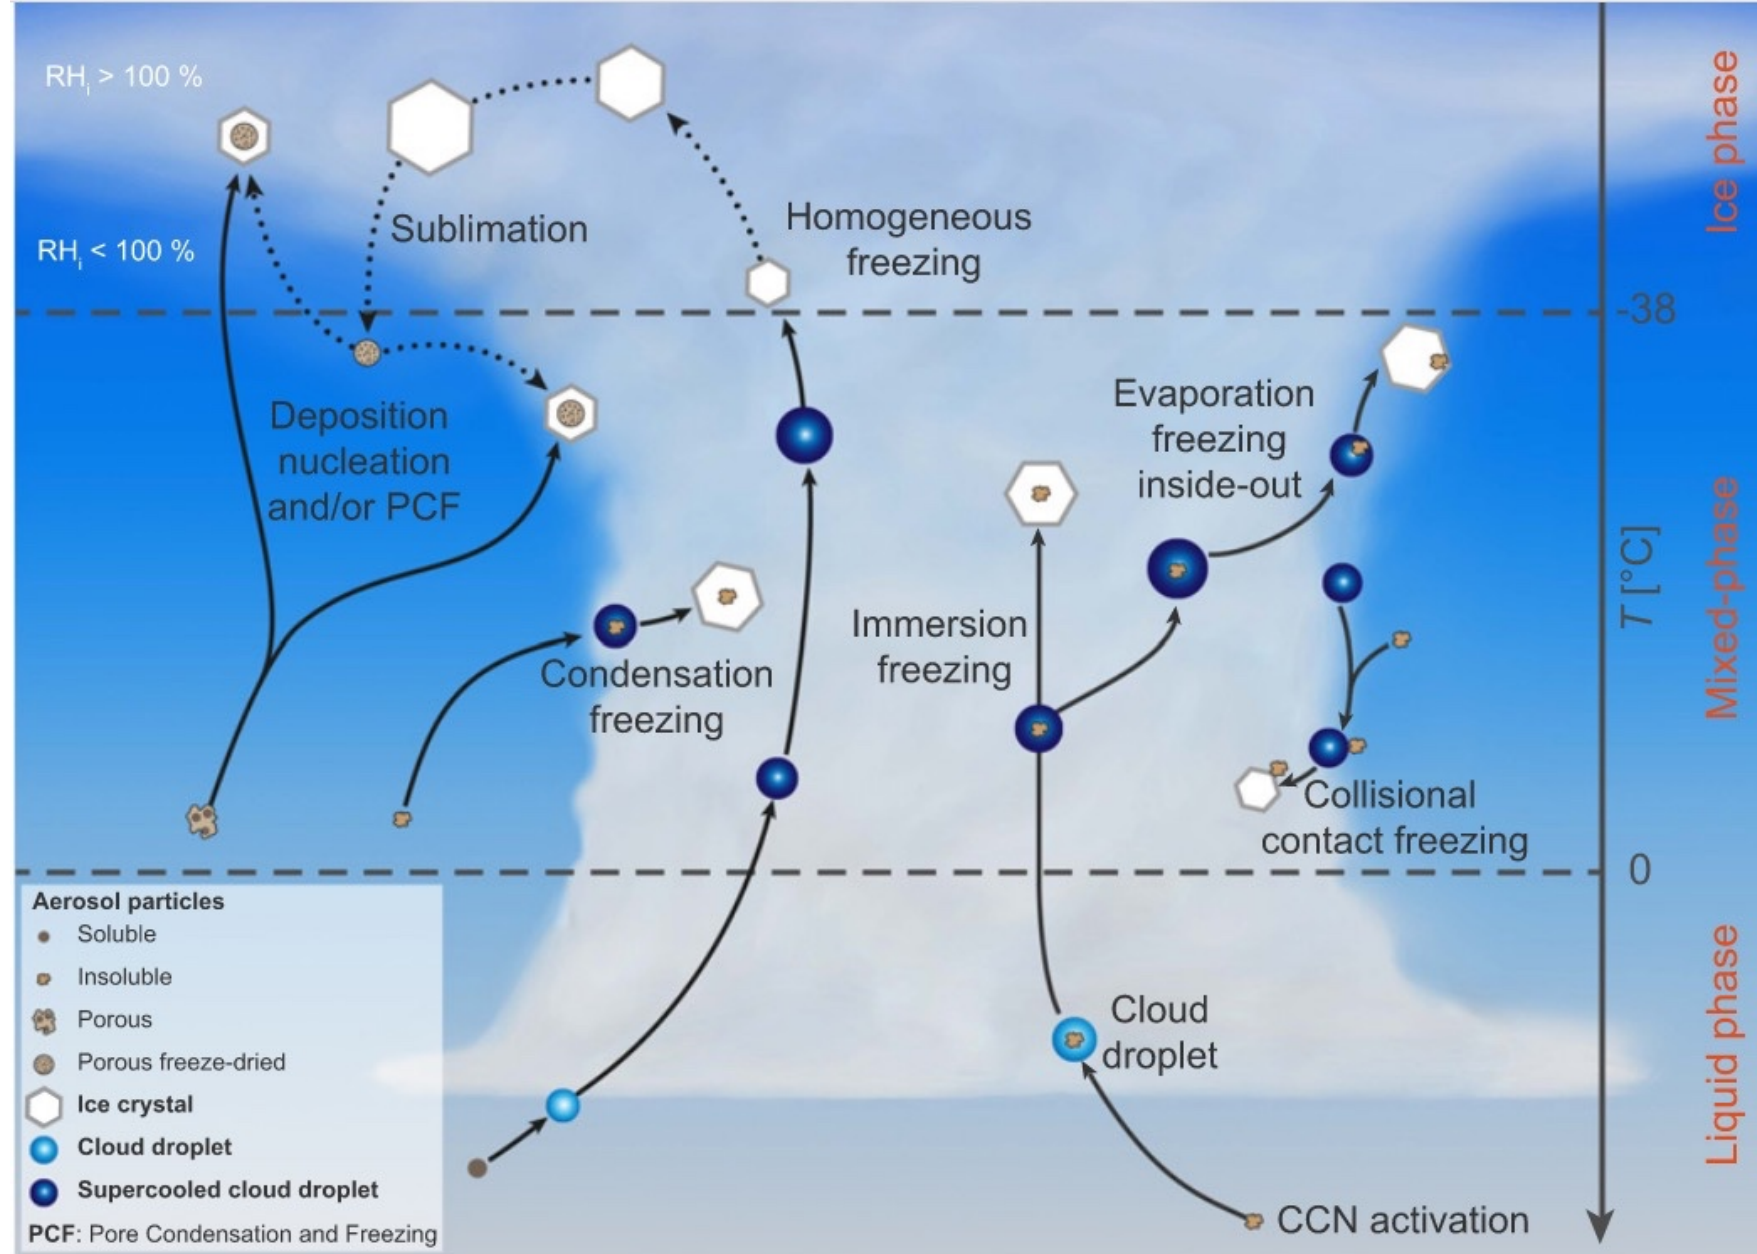 RHi > 100 %
RHi < 100 %
Sublimation
Homogeneous
freezing
Ice phase
-38
Deposition
nucleation
and/or PCF
Evaporation
freezing
inside-out
Condensation
freezing
Immersion
freezing
T [°C]
Mixed-phase
Collisional
contact freezing
0
Aerosol particles
Soluble
Insoluble
Porous
Porous freeze-dried
Ice crystal
Cloud droplet
Supercooled cloud droplet
PCF: Pore Condensation and Freezing
Cloud
droplet
CCN activation
Liquid phase